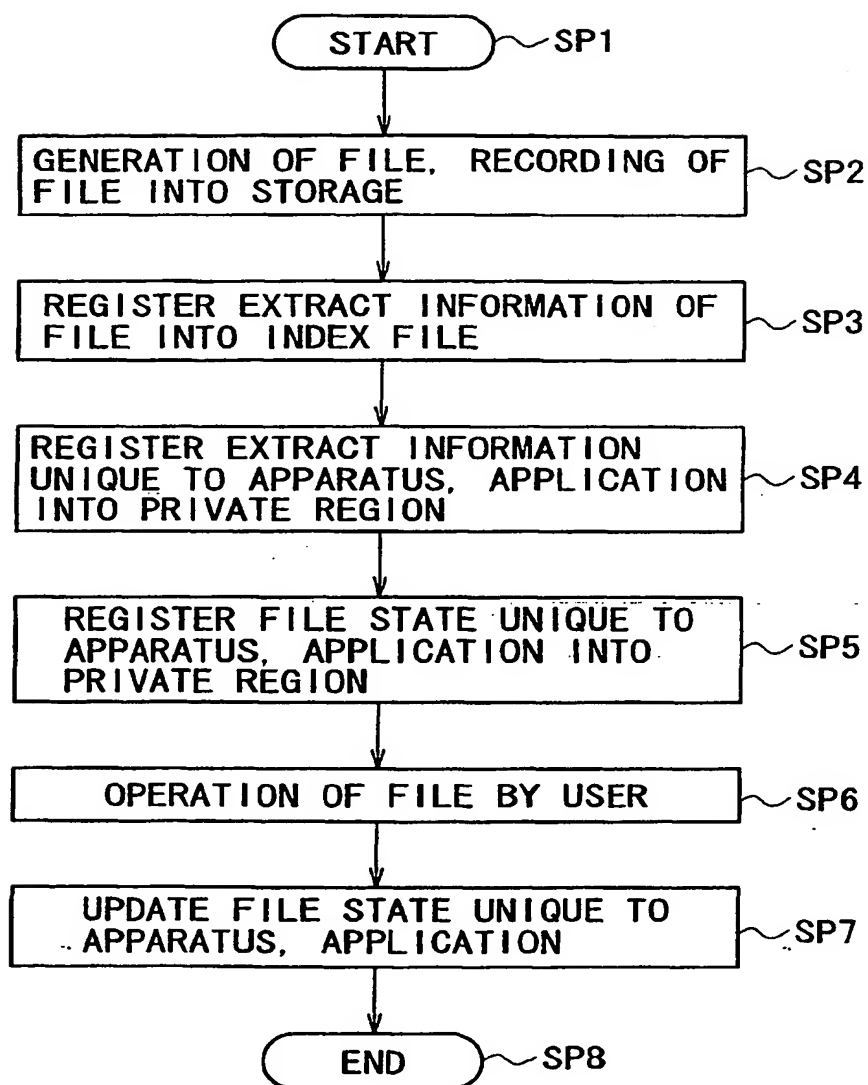 START
SP1
GENERATION OF FILE, RECORDING OF
FILE INTO STORAGE
SP2
REGISTER EXTRACT INFORMATION OF
FILE INTO INDEX FILE
SP3
REGISTER EXTRACT INFORMATION
UNIQUE TO APPARATUS, APPLICATION
INTO PRIVATE REGION
SP4
REGISTER FILE STATE UNIQUE TO
APPARATUS, APPLICATION INTO
PRIVATE REGION
SP5
OPERATION OF FILE BY USER
SP6
UPDATE FILE STATE UNIQUE TO
APPARATUS, APPLICATION
SP7
END
SP8